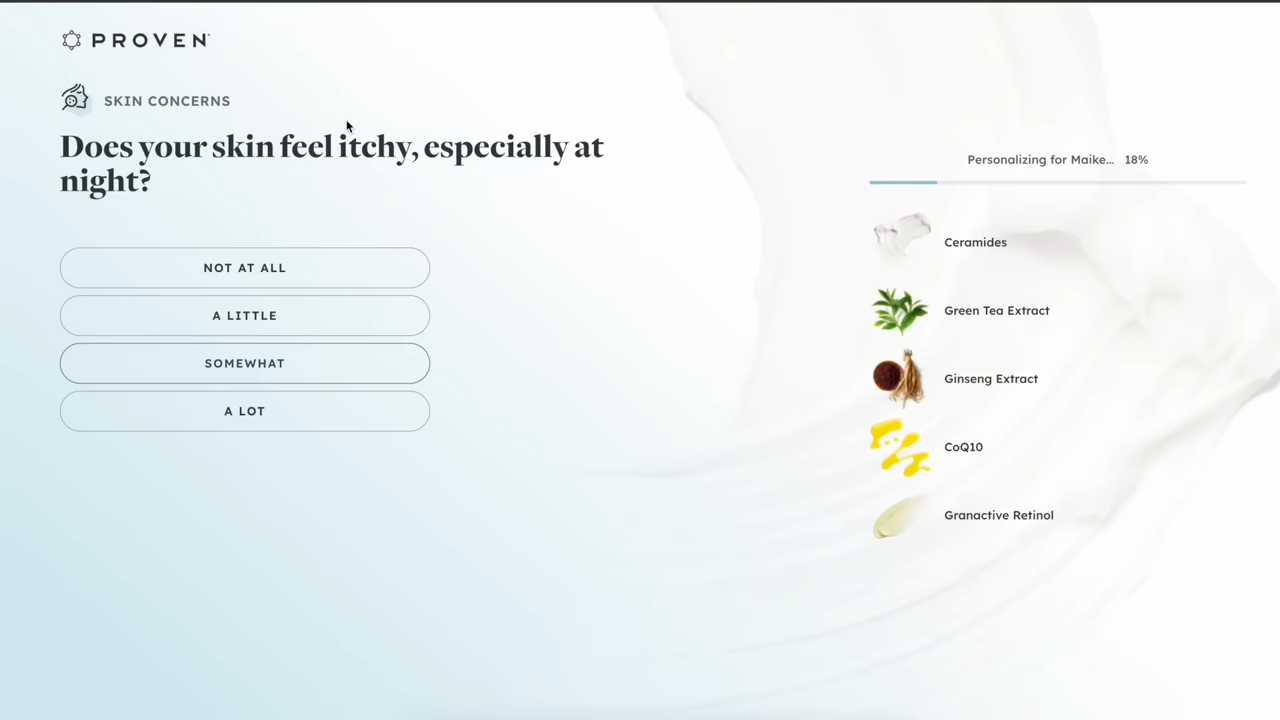 PROVEN
SKIN CONCERNS
Does your skin feel itchy, especially at
night?
NOT AT ALL
A LITTLE
SOMEWHAT
A LOT
Personalizing for Maike... 18%
Ceramides
Green Tea Extract
Ginseng Extract
CoQ10
Granactive Retinol